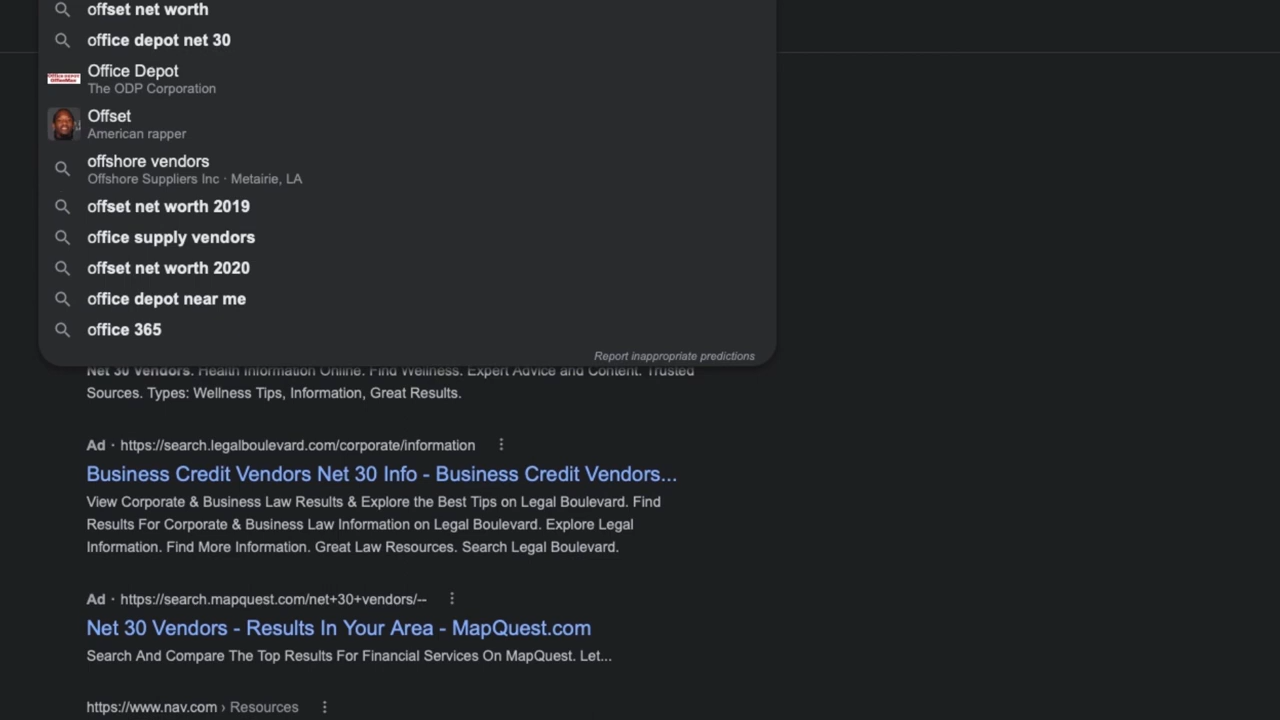 offset net worth
office depot net 30
Office Depot
The ODP Corporation
Offset
American rapper
offshore vendors
Offshore Suppliers Inc · Metairie, LA
offset net worth 2019
office supply vendors
offset net worth 2020
office depot near me
office 365
Report inappropriate predictions
Net 30 Vendors. Health Information Online. Find Wellness. Expert Advice and Content. Trusted
Sources. Types: Wellness Tips, Information, Great Results.
Ad · https://search.legalboulevard.com/corporate/information
Business Credit Vendors Net 30 Info - Business Credit Vendors...
View Corporate & Business Law Results & Explore the Best Tips on Legal Boulevard. Find
Results For Corporate & Business Law Information on Legal Boulevard. Explore Legal
Information. Find More Information. Great Law Resources. Search Legal Boulevard.
Ad · https://search.mapquest.com/net+30+vendors/--
Net 30 Vendors - Results In Your Area - MapQuest.com
Search And Compare The Top Results For Financial Services On MapQuest. Let...
https://www.nav.com › Resources